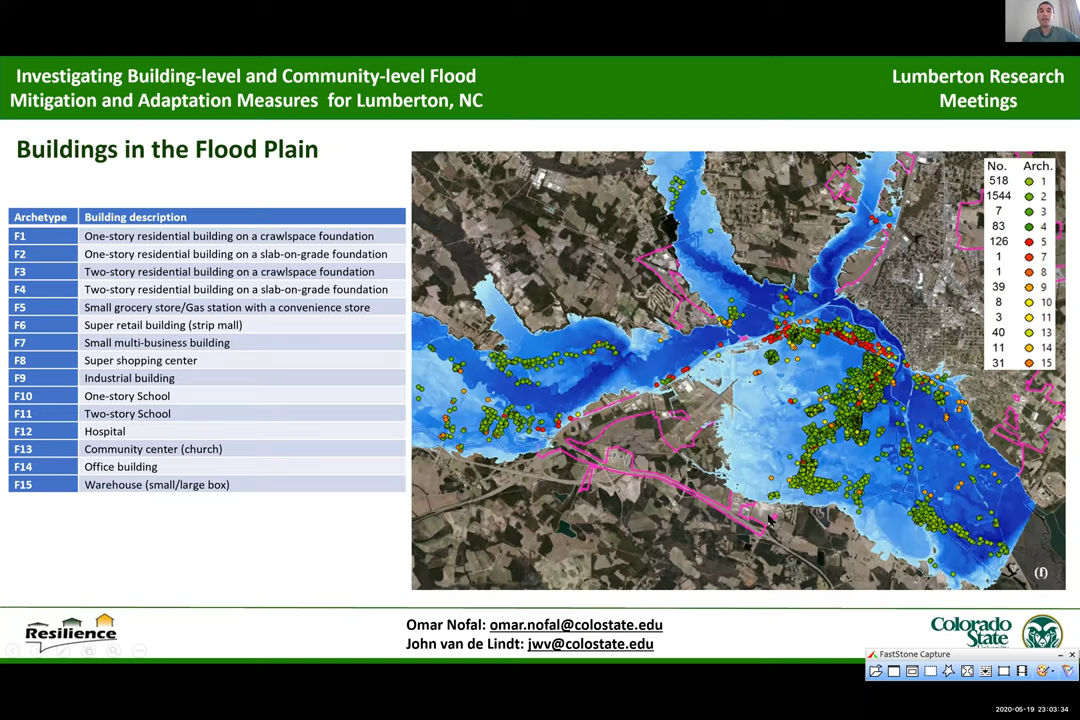 Investigating Building-level and Community-level Flood
Mitigation and Adaptation Measures for Lumberton, NC
Lumberton Research
Meetings
Buildings in the Flood Plain
Archetype Building description
F1 One-story residential building on a crawlspace foundation
F2 One-story residential building on a slab-on-grade foundation
F3 Two-story residential building on a crawlspace foundation
F4 Two-story residential building on a slab-on-grade foundation
F5 Small grocery store/Gas station with a convenience store
F6 Super retail building (strip mall)
F7 Small multi-business building
F8 Super shopping center
F9 Industrial building
F10 One-story School
F11 Two-story School
F12 Hospital
F13 Community center (church)
F14 Office building
F15 Warehouse (small/large box)
No. Arch.
518 1
1544 2
7 3
83 4
126 5
1 7
1 8
39 9
8 10
3 11
40 13
11 14
31 15
(f)
Resilience
Omar Nofal: omar.nofal@colostate.edu
John van de Lindt: jwv@colostate.edu
Colorado
State
FastStone Capture
2020-05-19 23:03:34